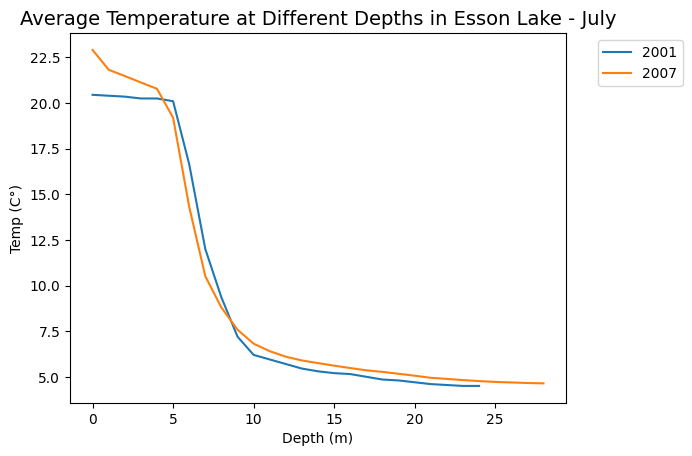 Average Temperature at Different Depths in Esson Lake - July
2001
2007
22.5
20.0
17.5
15.0
12.5
10.0
7.5
5.0
Temp (C°)
0 5 10 15 20 25
Depth (m)